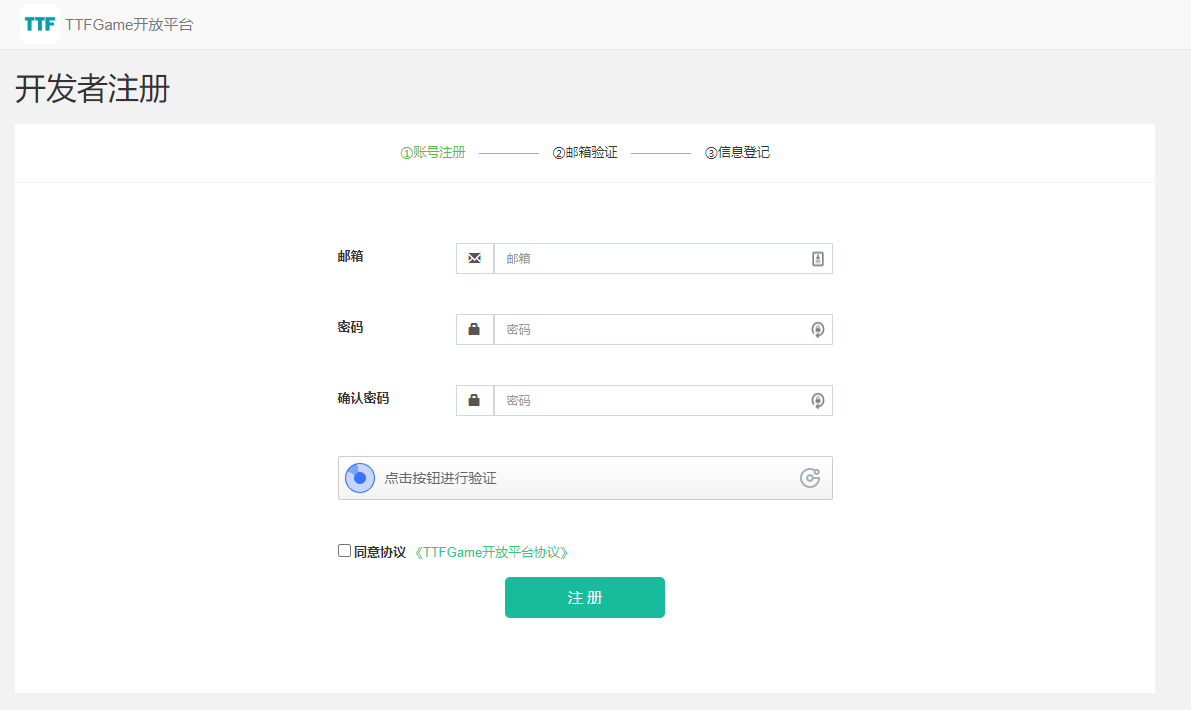 TTF TTFGame开放平台
开发者注册
①账号注册 ②邮箱验证 ③信息登记
邮箱 邮箱
密码 密码
确认密码 密码
点击按钮进行验证
同意协议 《TTFGame开放平台协议》
注 册